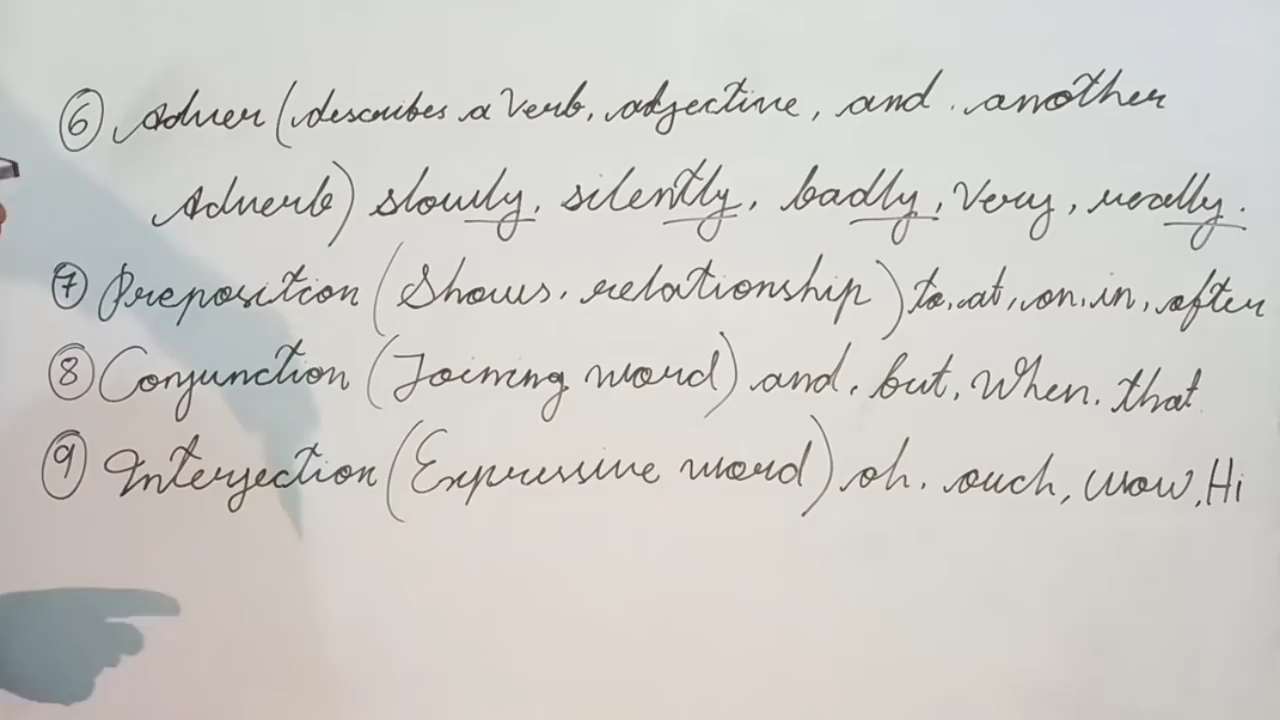 ⑥ Adver (describes a Verb, adjective, and another
Adverb) slowly, silently, badly, Very, really.
⑦ Preposition (Shows relationship) to, at, on, in, after
⑧ Conjunction (Joining word) and, but, When, that
⑨ Interjection (Expressive word) oh, ouch, wow, Hi